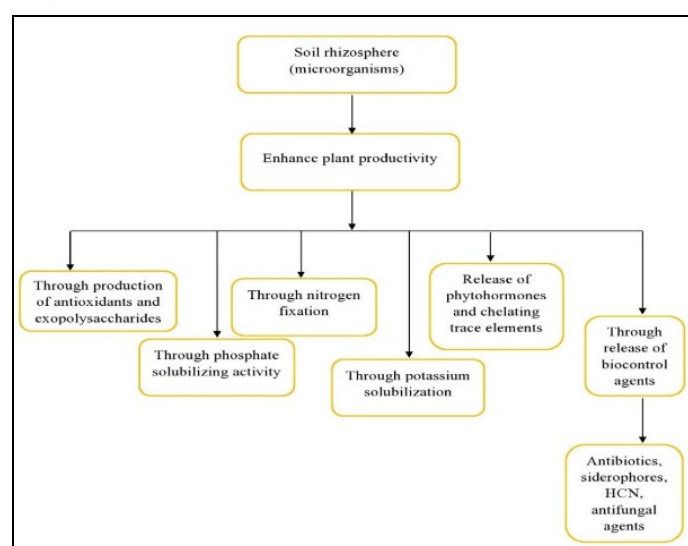 Soil rhizosphere
(microorganisms)
Enhance plant productivity
Through production
of antioxidants and
exopolysaccharides
Through phosphate
solubilizing activity
Through nitrogen
fixation
Through potassium
solubilization
Release of
phytohormones
and chelating
trace elements
Through
release of
biocontrol
agents
Antibiotics,
siderophores,
HCN,
antifungal
agents